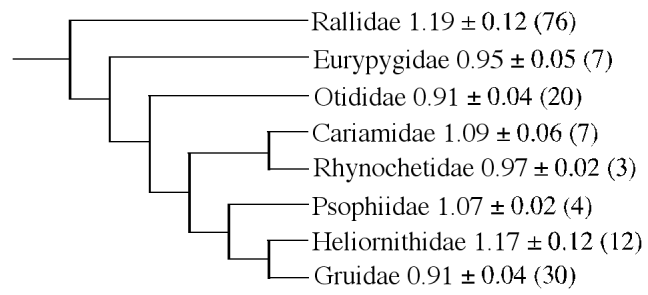 Rallidae 1.19 ± 0.12 (76)
Eurypygidae 0.95 ± 0.05 (7)
Otididae 0.91 ± 0.04 (20)
Cariamidae 1.09 ± 0.06 (7)
Rhynochetidae 0.97 ± 0.02 (3)
Psophiidae 1.07 ± 0.02 (4)
Heliornithidae 1.17 ± 0.12 (12)
Gruidae 0.91 ± 0.04 (30)